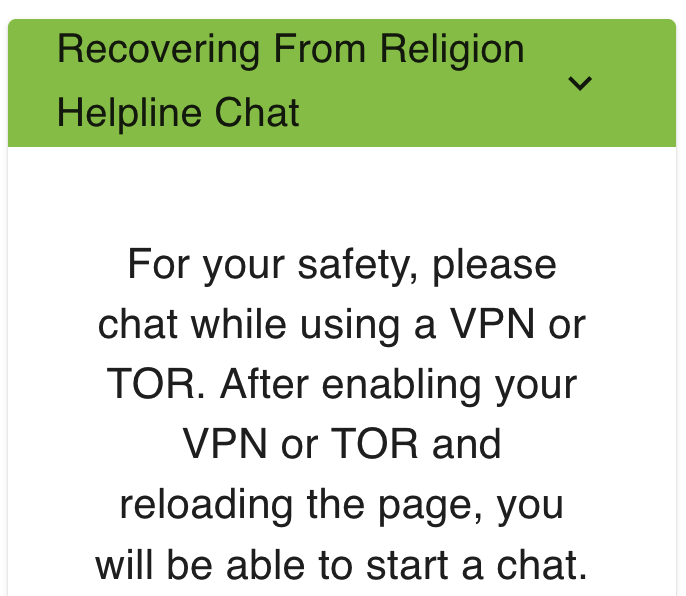 Recovering From Religion
Helpline Chat
For your safety, please
chat while using a VPN or
TOR. After enabling your
VPN or TOR and
reloading the page, you
will be able to start a chat.